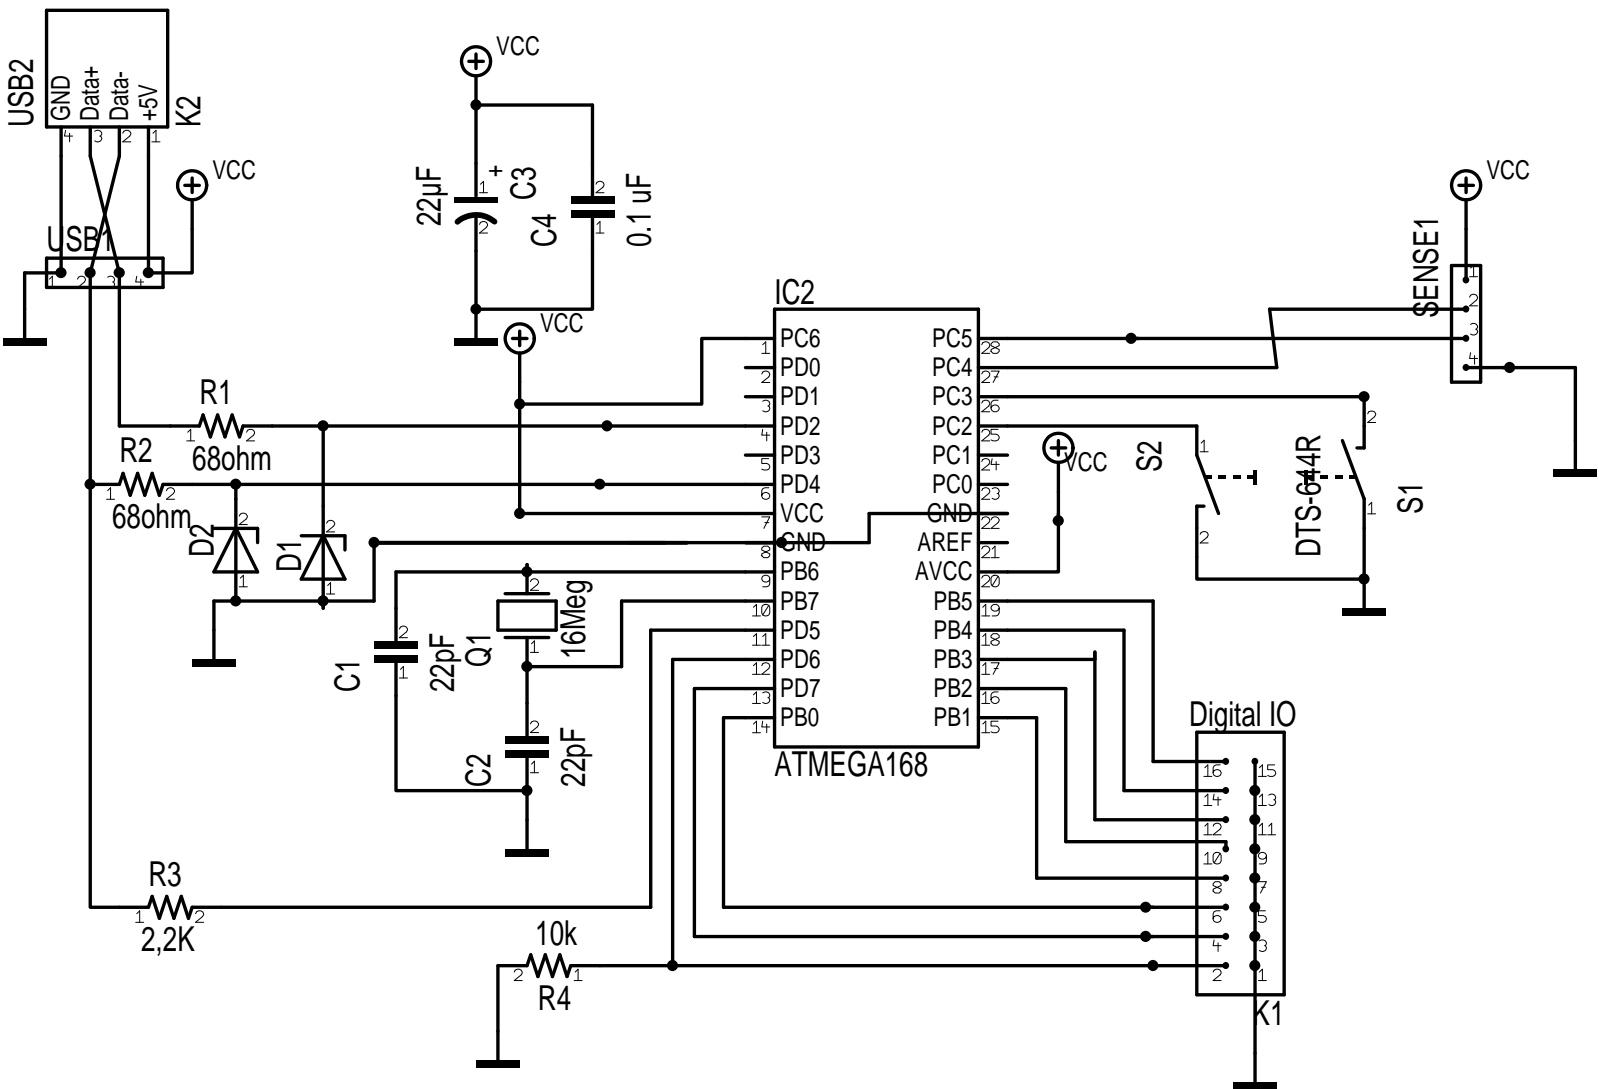 USB2
GND
Data+
Data-
+5V
K2
4
3
2
1
VCC
USB1
1
2
3
4
VCC
22µF
1
+
C3
2
C4
2
1
0.1 uF
VCC
VCC
SENSE1
1
2
3
4
IC2
PC6
1
PD0
2
PD1
3
PD2
4
PD3
5
PD4
6
VCC
7
GND
8
PB6
9
PB7
10
PD5
11
PD6
12
PD7
13
PB0
14
PC5
28
PC4
27
PC3
26
PC2
25
PC1
24
PC0
23
GND
22
AREF
21
AVCC
20
PB5
19
PB4
18
PB3
17
PB2
16
PB1
15
ATMEGA168
R1
1
2
68ohm
R2
1
2
68ohm
D2
2
1
D1
2
1
VCC
S2
1
2
DTS-644R
2
1
S1
C1
2
1
22pF
Q1
2
1
16Meg
C2
2
1
22pF
R3
1
2
2,2K
10k
2
1
R4
Digital IO
16
15
14
13
12
11
10
9
8
7
6
5
4
3
2
1
K1